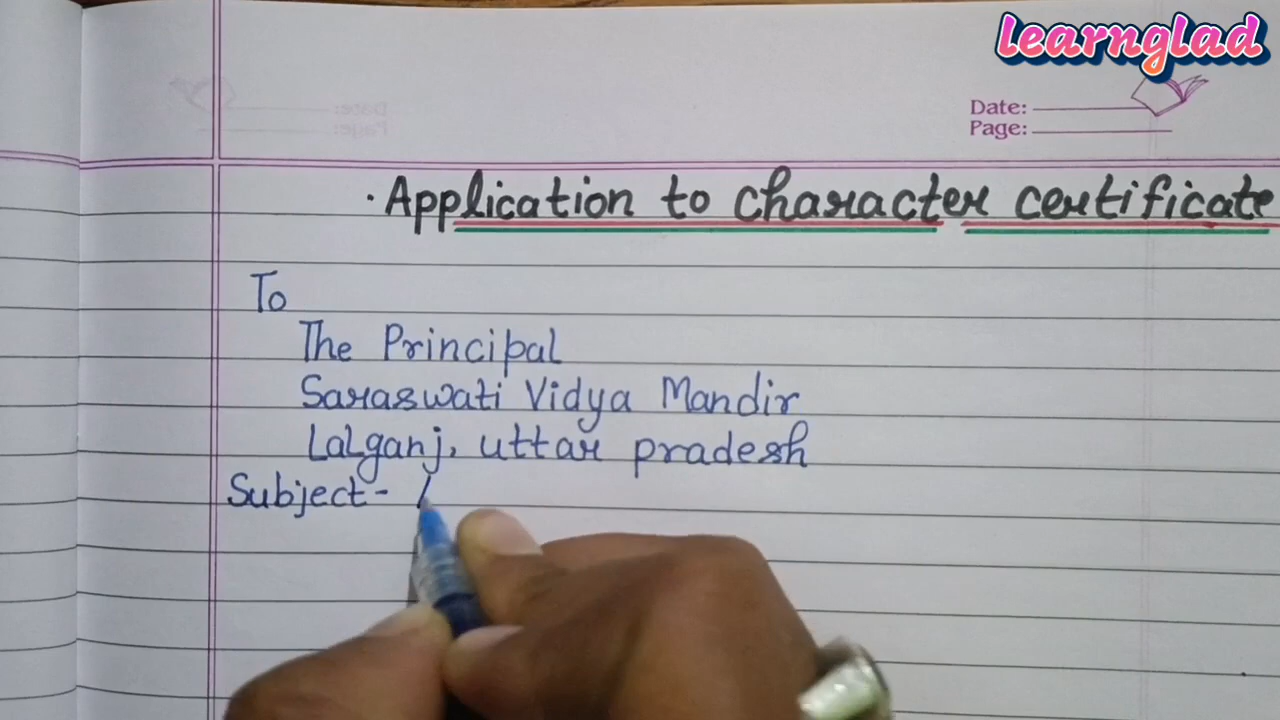 learnglad
Date:
Page:
Application to character certificate
To
The Principal
Saraswati Vidya Mandir
Lalganj, uttar pradesh
Subject-